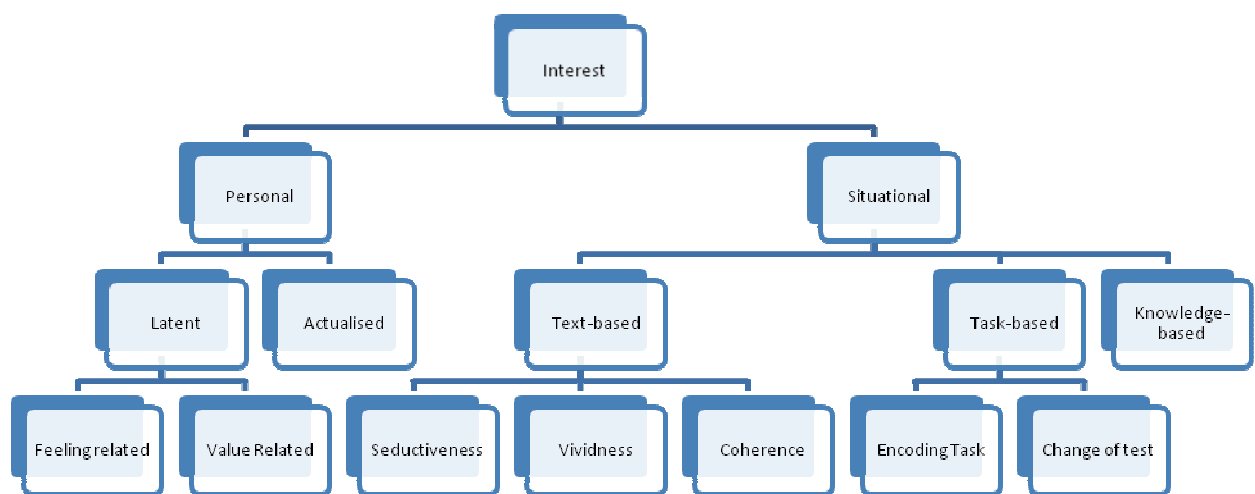 Interest
Personal
Situational
Latent
Actualised
Text-based
Task-based
Knowledge-
based
Feeling related
Value Related
Seductiveness
Vividness
Coherence
Encoding Task
Change of test